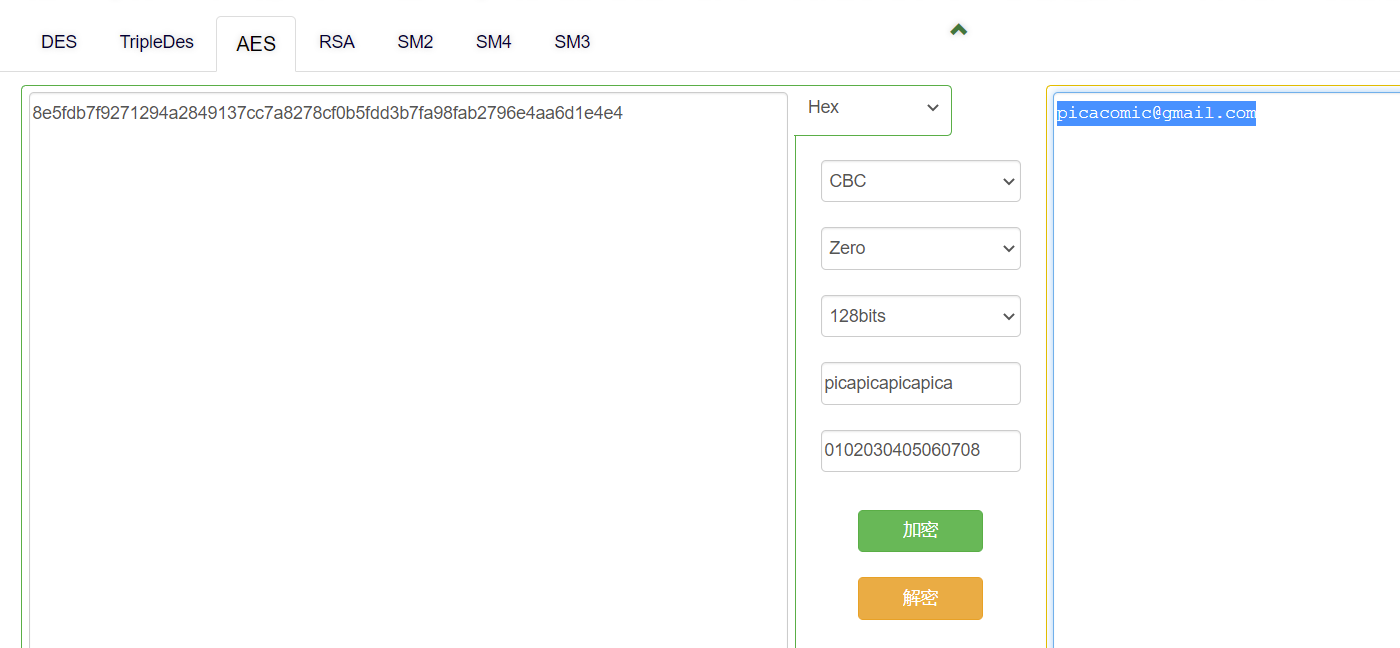 DES TripleDes AES RSA SM2 SM4 SM3
8e5fdb7f9271294a2849137cc7a8278cf0b5fdd3b7fa98fab2796e4aa6d1e4e4
Hex
picacomic@gmail.com
CBC
Zero
128bits
picapicapicapica
0102030405060708
加密
解密